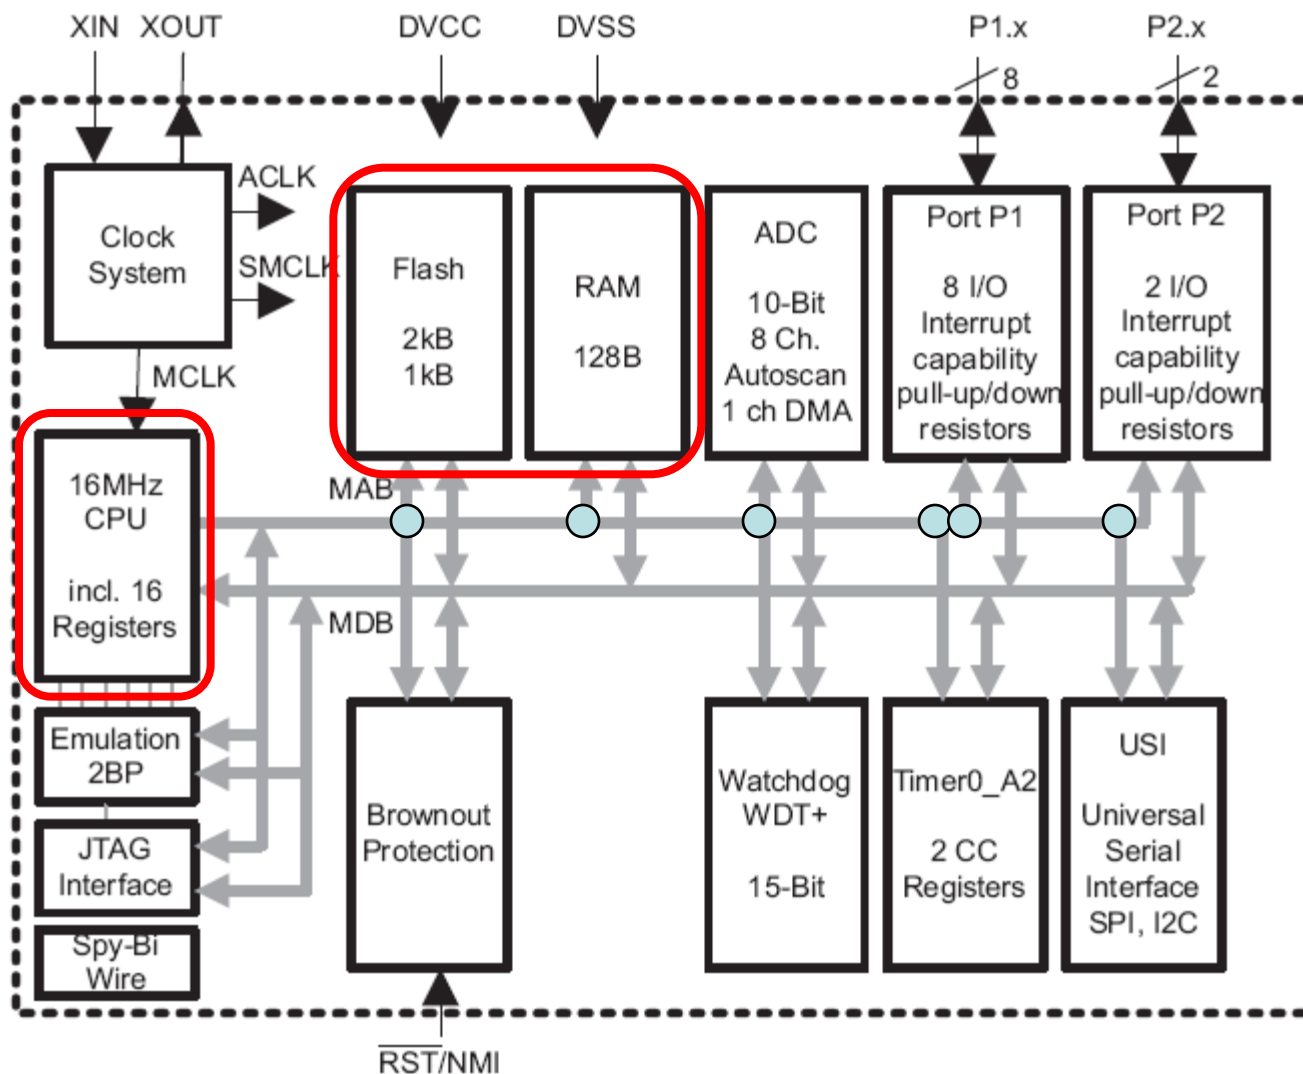 XIN XOUT DVCC DVSS P1.x P2.x
8 2
ACLK
SMCLK
MCLK
Clock
System
Flash
2kB
1kB
RAM
128B
ADC
10-Bit
8 Ch.
Autoscan
1 ch DMA
Port P1
8 I/O
Interrupt
capability
pull-up/down
resistors
Port P2
2 I/O
Interrupt
capability
pull-up/down
resistors
16MHz
CPU
incl. 16
Registers
MAB
MDB
Emulation
2BP
JTAG
Interface
Spy-Bi
Wire
Brownout
Protection
Watchdog
WDT+
15-Bit
Timer0_A2
2 CC
Registers
USI
Universal
Serial
Interface
SPI, I2C
RST/NMI